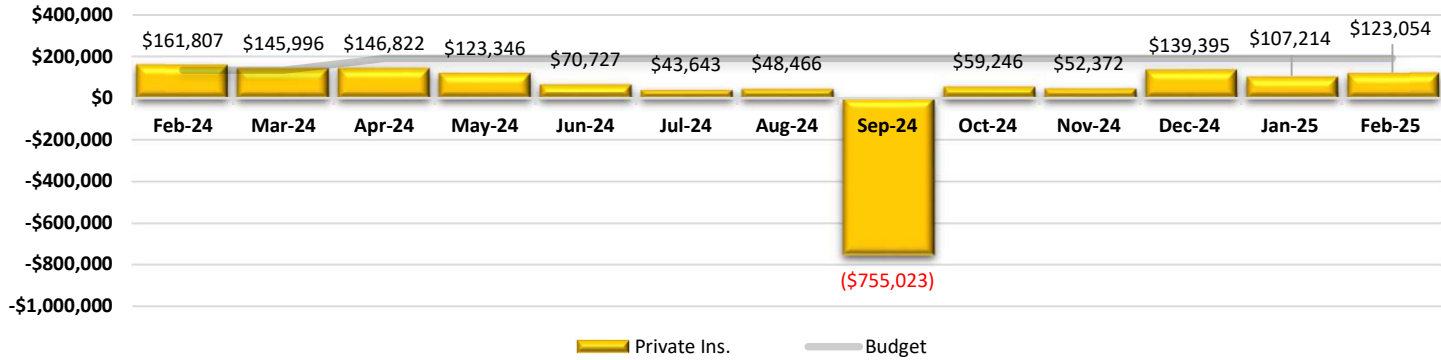 $400,000
$200,000
$0
-$200,000
-$400,000
-$600,000
-$800,000
-$1,000,000
$161,807 $145,996 $146,822 $123,346 $70,727 $43,643 $48,466 ($755,023) $59,246 $52,372 $139,395 $107,214 $123,054
Feb-24 Mar-24 Apr-24 May-24 Jun-24 Jul-24 Aug-24 Sep-24 Oct-24 Nov-24 Dec-24 Jan-25 Feb-25
Private Ins. Budget